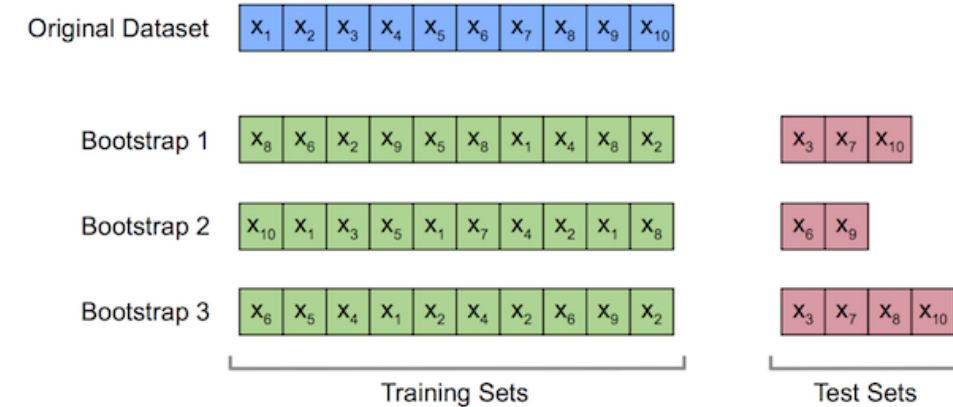 Original Dataset x₁ x₂ x₃ x₄ x₅ x₆ x₇ x₈ x₉ x₁₀
Bootstrap 1 x₈ x₆ x₂ x₉ x₅ x₈ x₁ x₄ x₈ x₂ x₃ x₇ x₁₀
Bootstrap 2 x₁₀ x₁ x₃ x₅ x₁ x₇ x₄ x₂ x₁ x₈ x₆ x₉
Bootstrap 3 x₆ x₅ x₄ x₁ x₂ x₄ x₂ x₆ x₉ x₂ x₃ x₇ x₈ x₁₀
Training Sets Test Sets